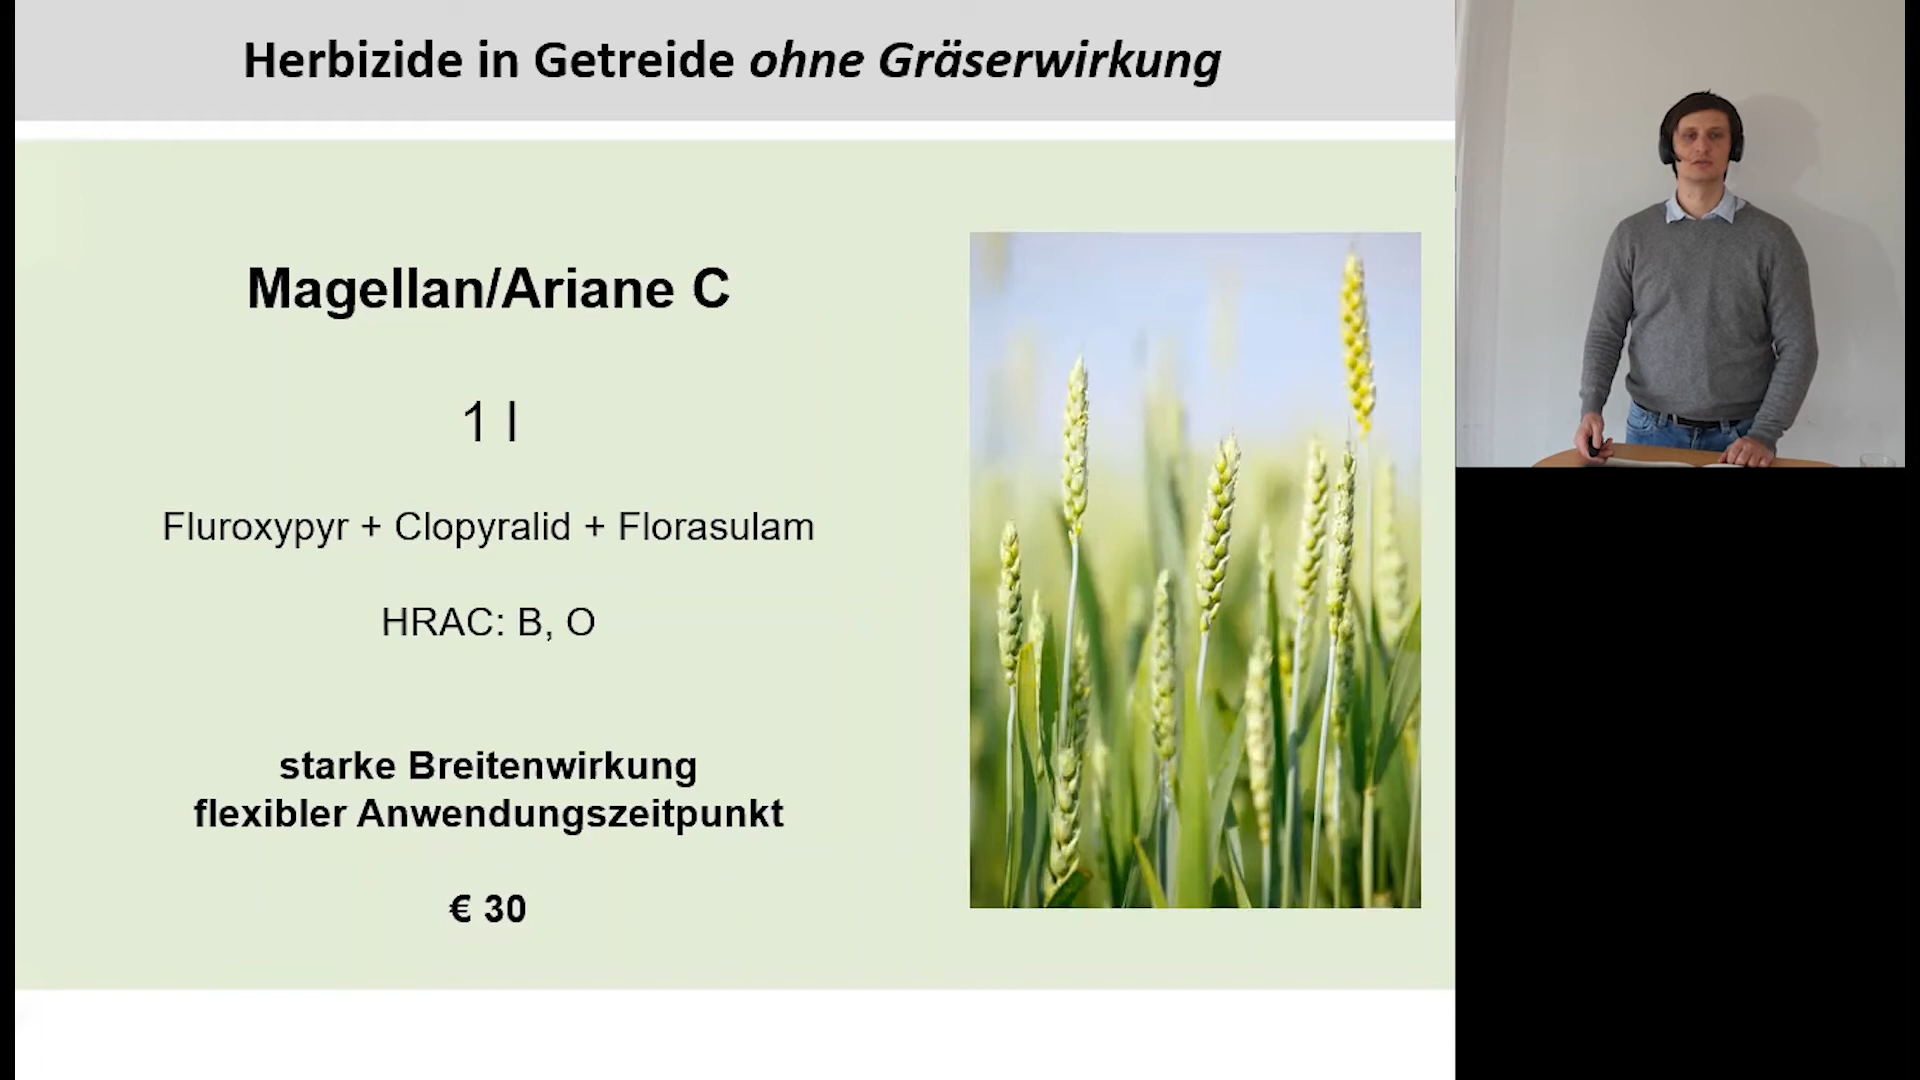 Herbizide in Getreide ohne Gräserwirkung
Magellan/Ariane C
1 l
Fluroxypyr + Clopyralid + Florasulam
HRAC: B, O
starke Breitenwirkung
flexibler Anwendungszeitpunkt
€ 30